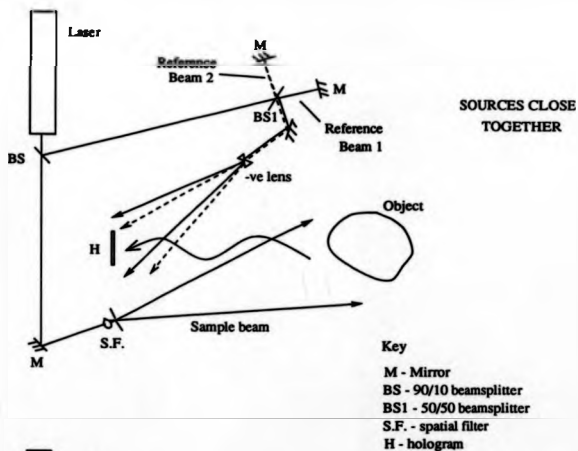 Laser
M
Reference
Beam 2
M
BS1
SOURCES CLOSE
TOGETHER
Reference
Beam 1
BS
-ve lens
Object
H
Sample beam
S.F.
M
Key
M - Mirror
BS - 90/10 beamsplitter
BS1 - 50/50 beamsplitter
S.F. - spatial filter
H - hologram